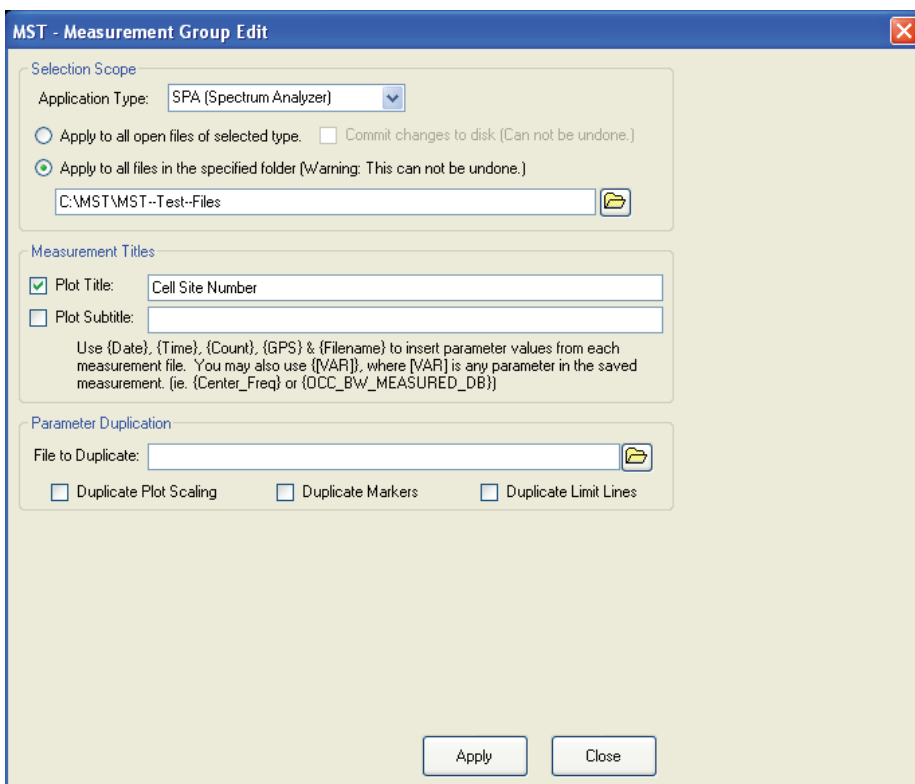 MST - Measurement Group Edit
Selection Scope
Application Type: SPA (Spectrum Analyzer)
Apply to all open files of selected type. Commit changes to disk (Can not be undone.)
Apply to all files in the specified folder (Warning: This can not be undone.)
C:\MST\MST--Test--Files
Measurement Titles
Plot Title: Cell Site Number
Plot Subtitle:
Use {Date}, {Time}, {Count}, {GPS} & {Filename} to insert parameter values from each
measurement file. You may also use {[VAR]}, where [VAR] is any parameter in the saved
measurement. (ie. {Center_Freq} or {OCC_BW_MEASURED_DB})
Parameter Duplication
File to Duplicate:
Duplicate Plot Scaling Duplicate Markers Duplicate Limit Lines
Apply Close